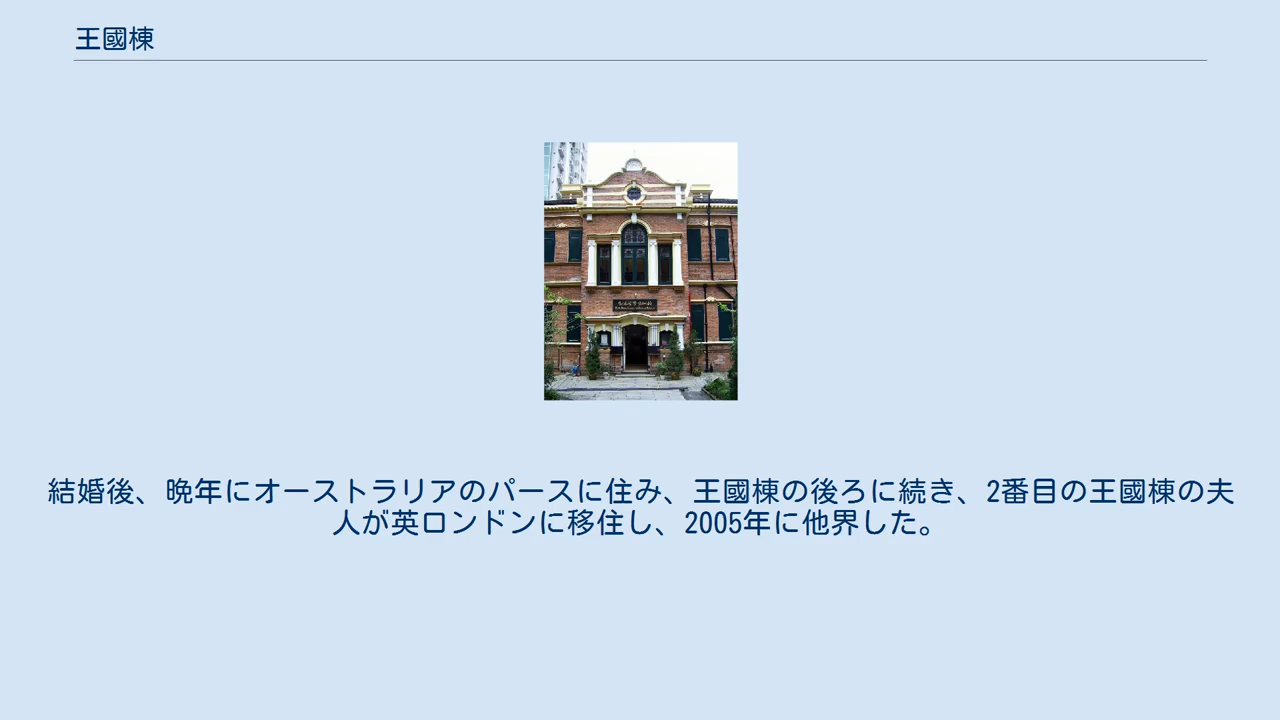 王國棟
結婚後、晩年にオーストラリアのパースに住み、王國棟の後ろに続き、2番目の王國棟の夫
人が英ロンドンに移住し、2005年に他界した。